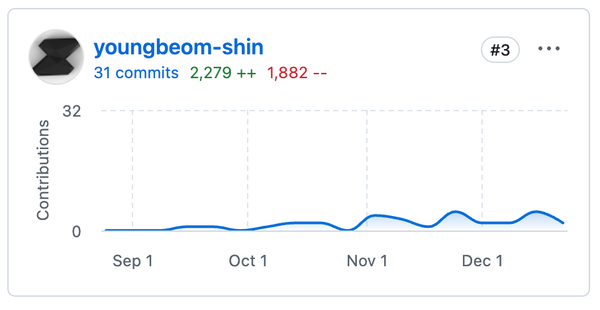 youngbeom-shin
#3
31 commits 2,279 ++ 1,882 --
32
Contributions
0
Sep 1 Oct 1 Nov 1 Dec 1